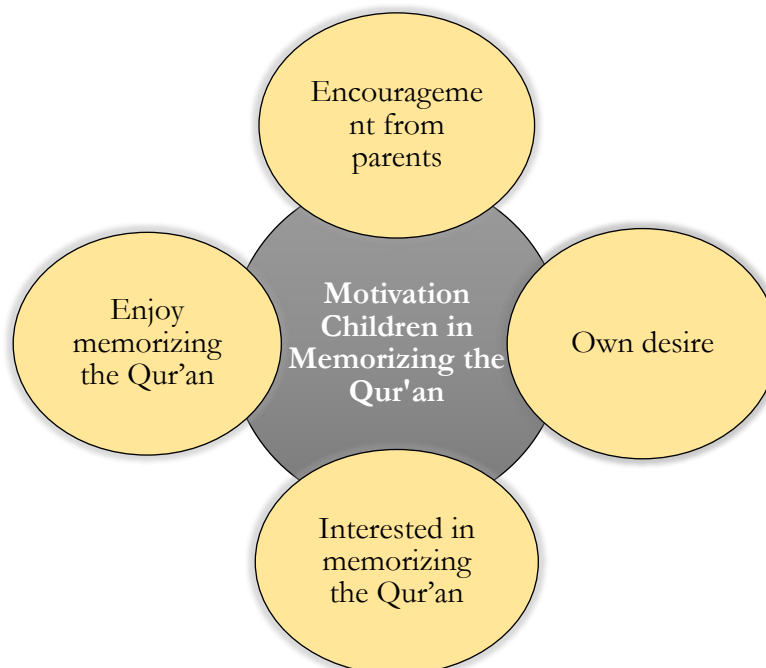 Encourageme
nt from
parents
Enjoy
memorizing
the Qur’an
Motivation
Children in
Memorizing the
Qur'an
Own desire
Interested in
memorizing
the Qur’an